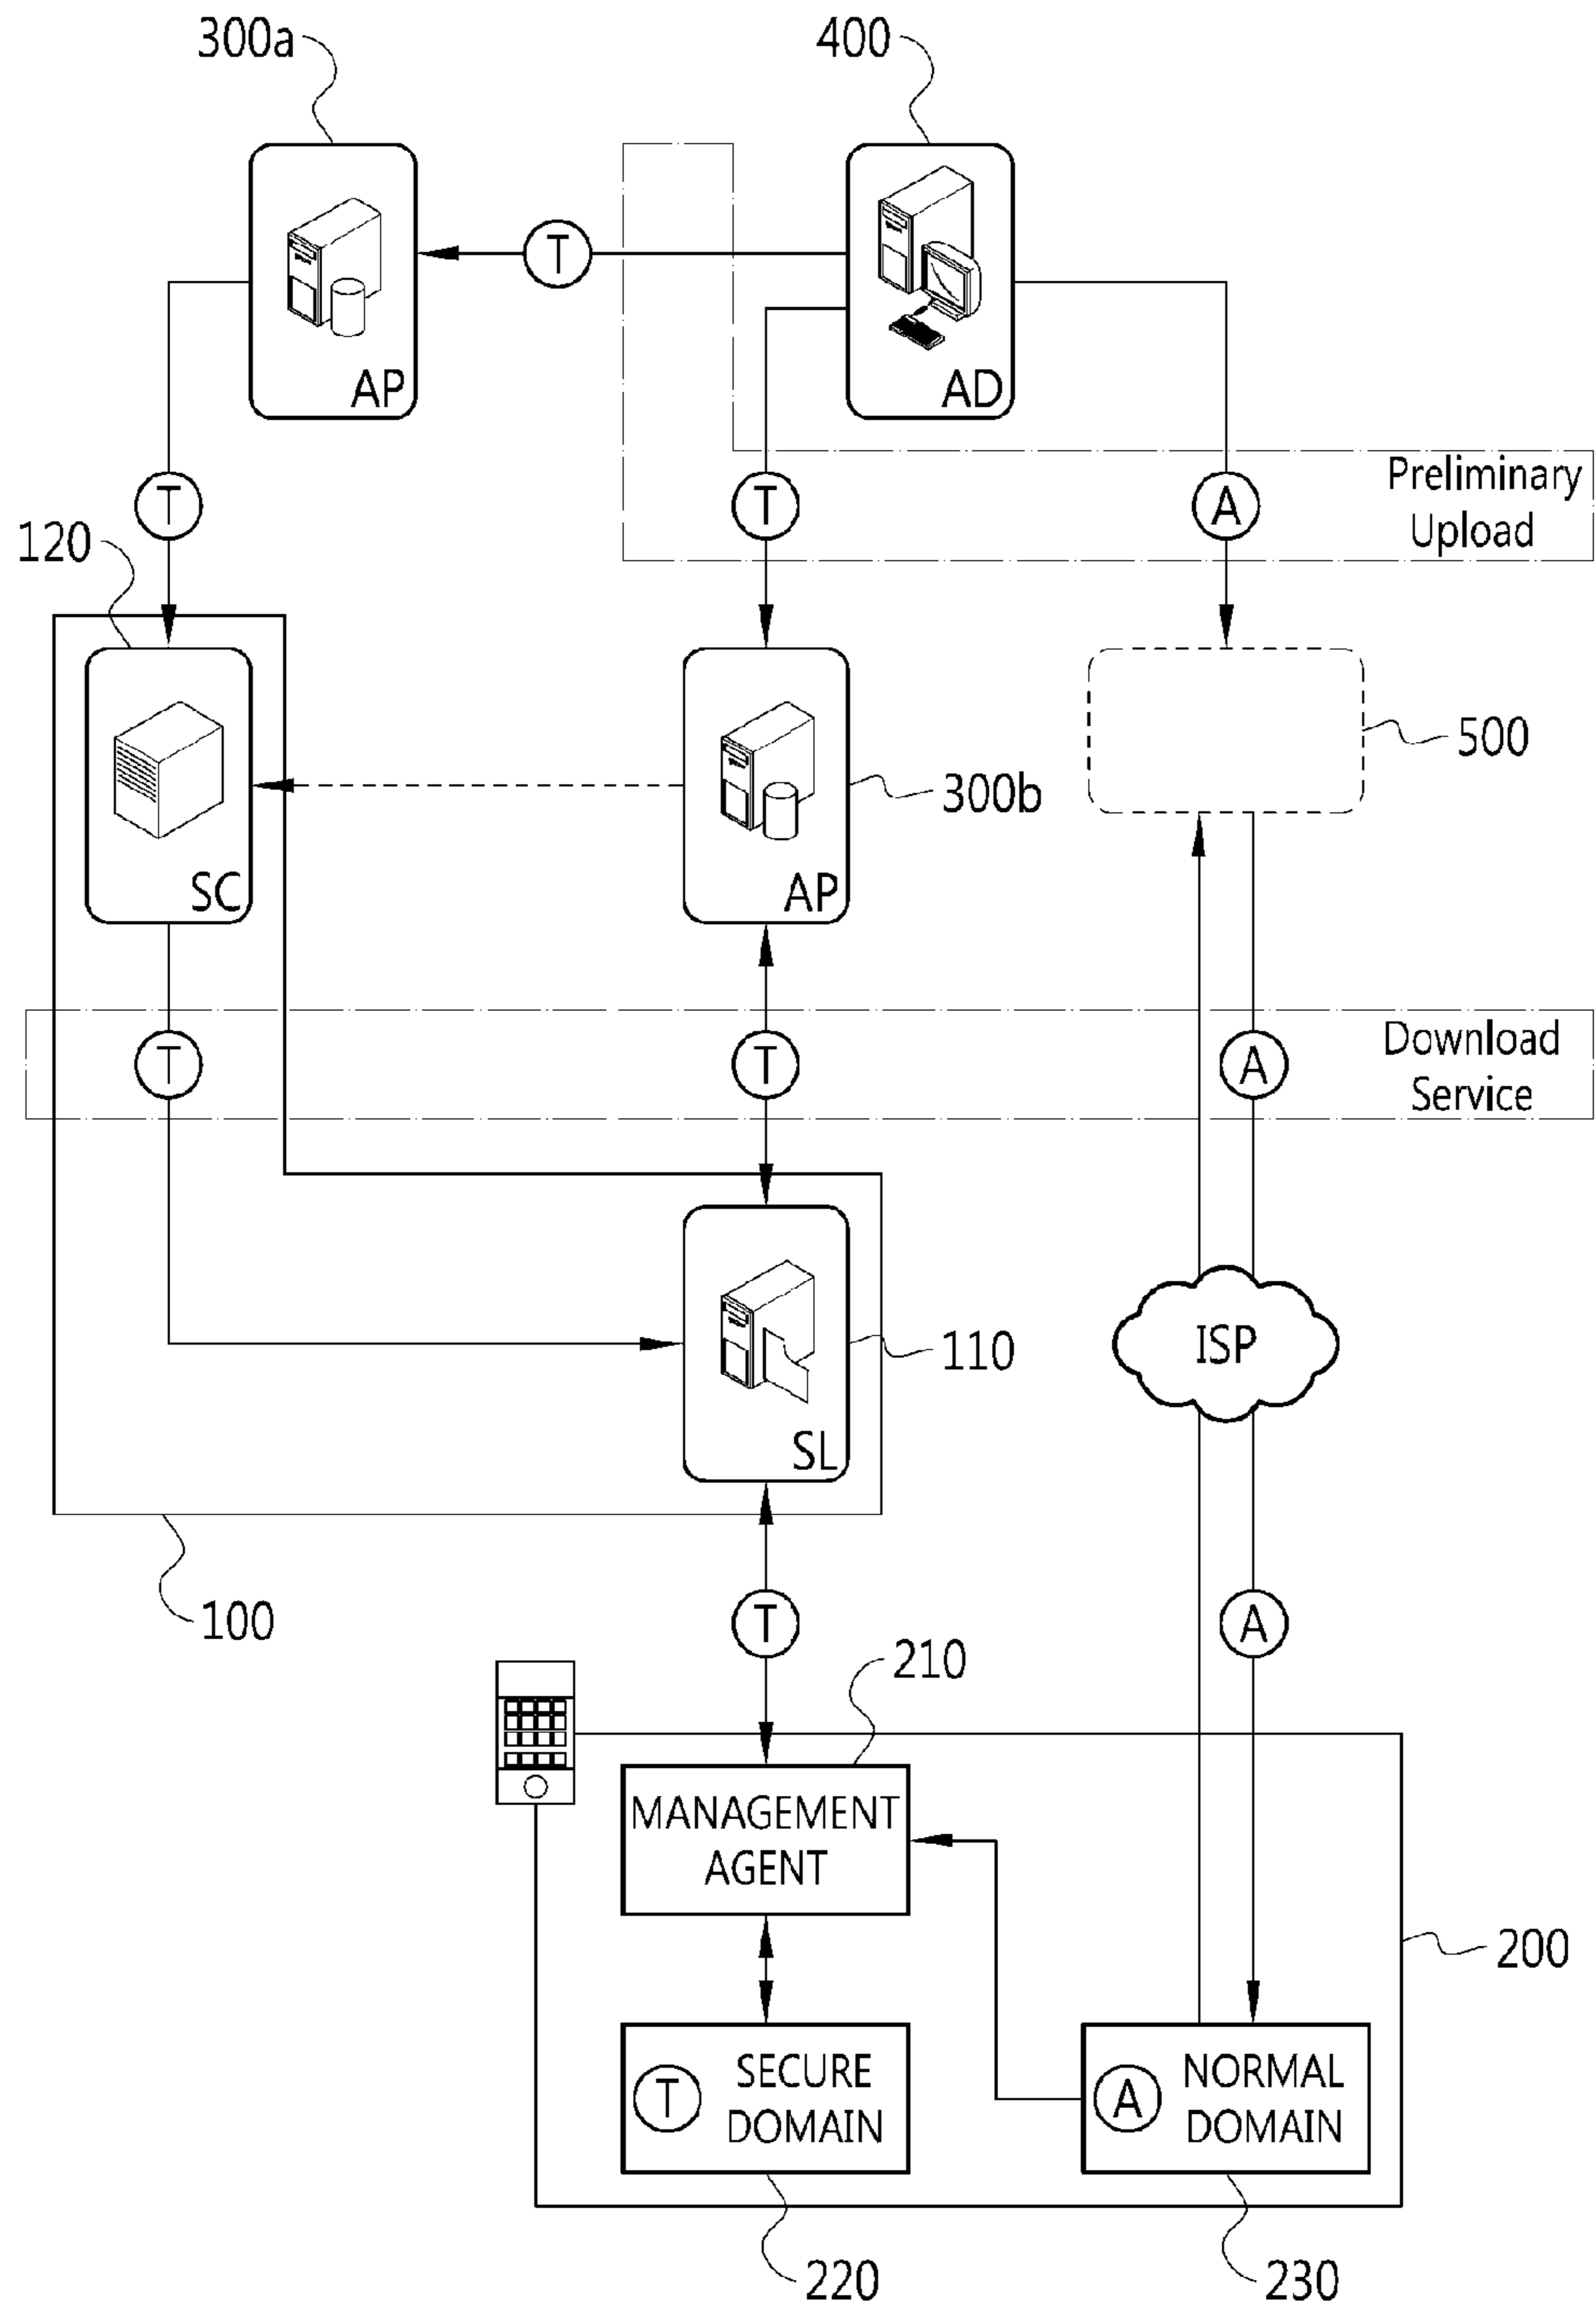 300a
400
T
AP
AD
Preliminary
Upload
T
T
A
120
500
300b
SC
AP
Download
Service
T
T
A
ISP
110
SL
100
T
A
210
MANAGEMENT
AGENT
200
T
SECURE
DOMAIN
A
NORMAL
DOMAIN
220
230